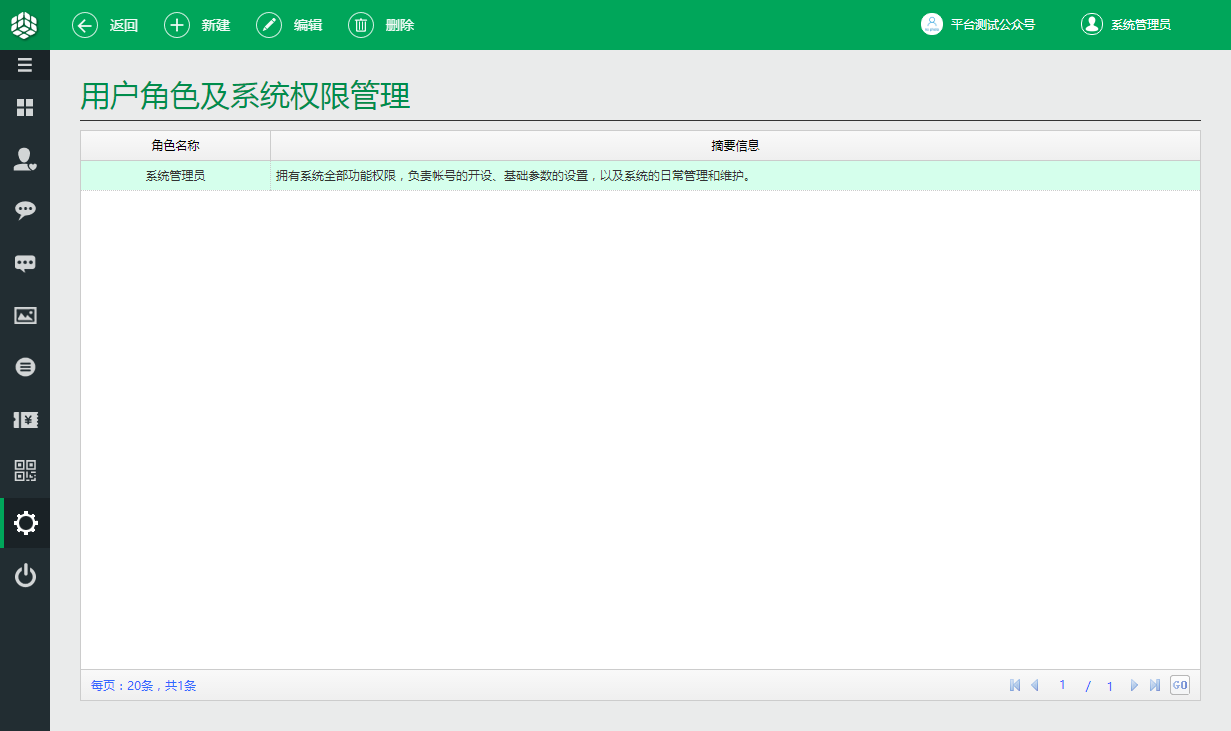 返回 新建 编辑 删除 平台测试公众号 系统管理员
用户角色及系统权限管理
角色名称 摘要信息
系统管理员 拥有系统全部功能权限，负责帐号的开设、基础参数的设置，以及系统的日常管理和维护。
每页：20条，共1条 1 / 1 GO